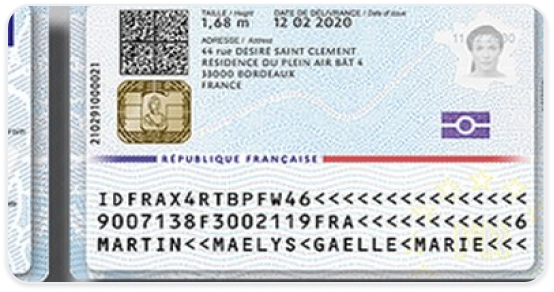 TAILLE / Height DATE DE DÉLIVRANCE / Date of issue
1,68 m 12 02 2020
ADRESSE / Address
44 rue DÉSIRÉ SAINT CLEMENT
RÉSIDENCE DU PLEIN AIR BÂT 4
33000 BORDEAUX
FRANCE
210291000021
RÉPUBLIQUE FRANÇAISE
IDFRAX4RTBPFW46<<<<<<<<<<<<<<<
9007138F3002119FRA<<<<<<<<<<<6
MARTIN<<MAELYS<GAELLE<MARIE<<<